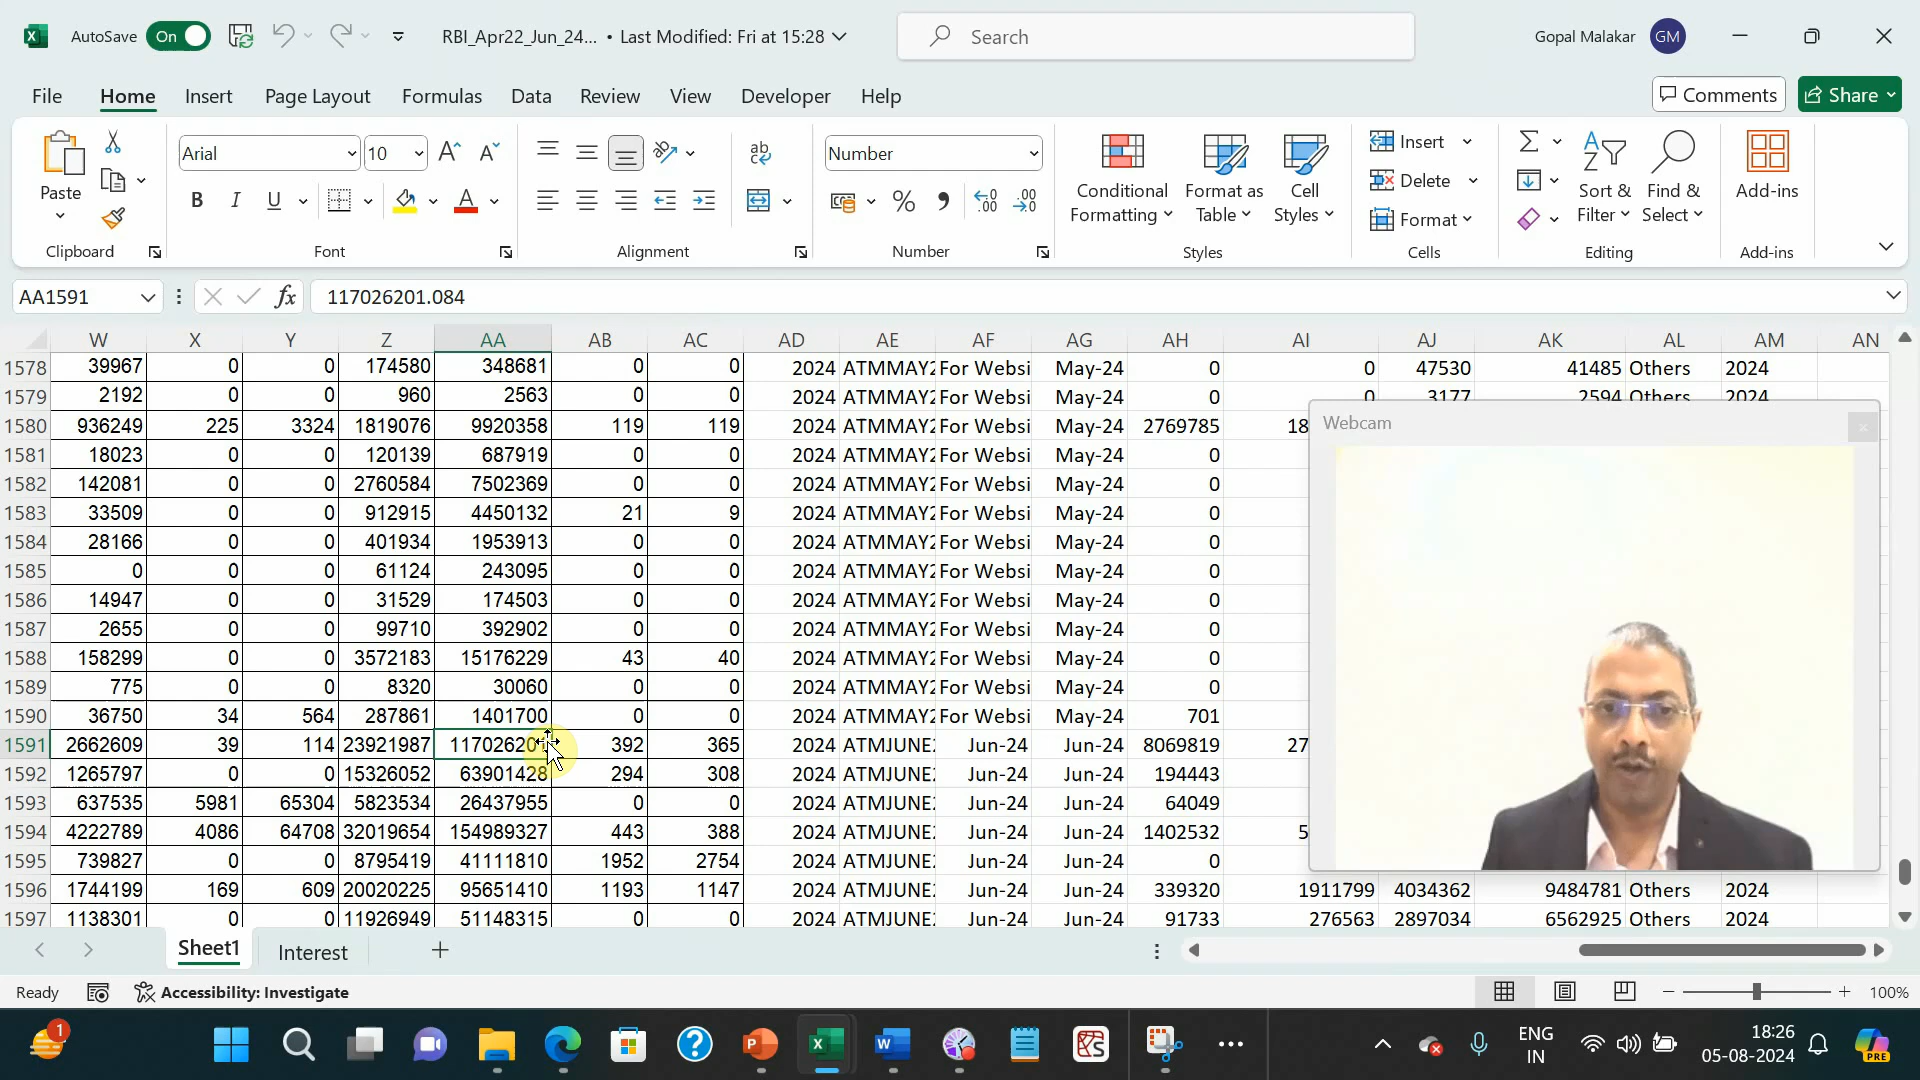 AutoSave On RBI_Apr22_Jun_24... • Last Modified: Fri at 15:28 Search Gopal Malakar GM
File Home Insert Page Layout Formulas Data Review View Developer Help Comments Share
Paste Arial 10 A^ Aˇ ab Number Conditional Formatting Format as Table Cell Styles Insert Delete Format Sort & Filter Find & Select Add-ins
B I U A % 9
Clipboard Font Alignment Number Styles Cells Editing Add-ins
AA1591 fx 117026201.084
W X Y Z AA AB AC AD AE AF AG AH AI AJ AK AL AM AN
1578 39967 0 0 174580 348681 0 0 2024 ATMMAY2 For Websi May-24 0 0 47530 41485 Others 2024
1579 2192 0 0 960 2563 0 0 2024 ATMMAY2 For Websi May-24 0 0 3177 2594 Others 2024
1580 936249 225 3324 1819076 9920358 119 119 2024 ATMMAY2 For Websi May-24 2769785 18
Webcam
1581 18023 0 0 120139 687919 0 0 2024 ATMMAY2 For Websi May-24 0
1582 142081 0 0 2760584 7502369 0 0 2024 ATMMAY2 For Websi May-24 0
1583 33509 0 0 912915 4450132 21 9 2024 ATMMAY2 For Websi May-24 0
1584 28166 0 0 401934 1953913 0 0 2024 ATMMAY2 For Websi May-24 0
1585 0 0 0 61124 243095 0 0 2024 ATMMAY2 For Websi May-24 0
1586 14947 0 0 31529 174503 0 0 2024 ATMMAY2 For Websi May-24 0
1587 2655 0 0 99710 392902 0 0 2024 ATMMAY2 For Websi May-24 0
1588 158299 0 0 3572183 15176229 43 40 2024 ATMMAY2 For Websi May-24 0
1589 775 0 0 8320 30060 0 0 2024 ATMMAY2 For Websi May-24 0
1590 36750 34 564 287861 1401700 0 0 2024 ATMMAY2 For Websi May-24 701
1591 2662609 39 114 23921987 117026201 392 365 2024 ATMJUNE Jun-24 Jun-24 8069819 27
1592 1265797 0 0 15326052 63901428 294 308 2024 ATMJUNE Jun-24 Jun-24 194443
1593 637535 5981 65304 5823534 26437955 0 0 2024 ATMJUNE Jun-24 Jun-24 64049
1594 4222789 4086 64708 32019654 154989327 443 388 2024 ATMJUNE Jun-24 Jun-24 1402532 5
1595 739827 0 0 8795419 41111810 1952 2754 2024 ATMJUNE Jun-24 Jun-24 0
1596 1744199 169 609 20020225 95651410 1193 1147 2024 ATMJUNE Jun-24 Jun-24 339320 1911799 4034362 9484781 Others 2024
1597 1138301 0 0 11926949 51148315 0 0 2024 ATMJUNE Jun-24 Jun-24 91733 276563 2897034 6562925 Others 2024
Sheet1 Interest +
Ready Accessibility: Investigate 100%
1 ENG IN 18:26 05-08-2024 PRE